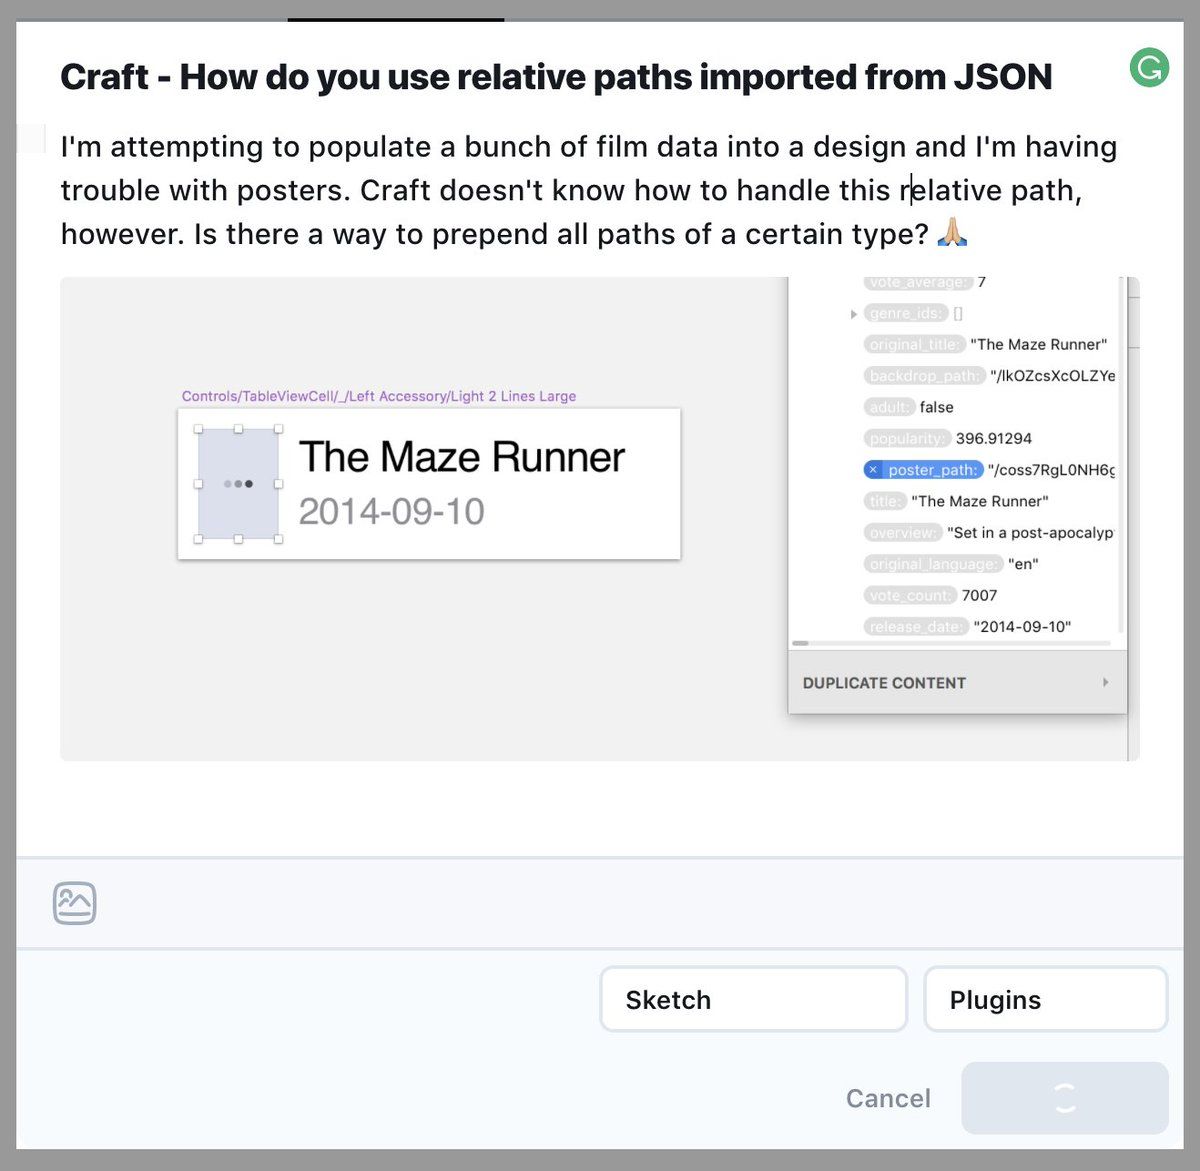 Craft - How do you use relative paths imported from JSON
I'm attempting to populate a bunch of film data into a design and I'm having
trouble with posters. Craft doesn't know how to handle this relative path,
however. Is there a way to prepend all paths of a certain type? 🙏🏼
vote_average: 7
genre_ids: []
original_title: "The Maze Runner"
backdrop_path: "/lkOZcsXcOLZYe
adult: false
popularity: 396.91294
poster_path: "/coss7RgL0NH6g
title: "The Maze Runner"
overview: "Set in a post-apocalyp
original_language: "en"
vote_count: 7007
release_date: "2014-09-10"
DUPLICATE CONTENT
Controls/TableViewCell/_/Left Accessory/Light 2 Lines Large
The Maze Runner
2014-09-10
Sketch
Plugins
Cancel